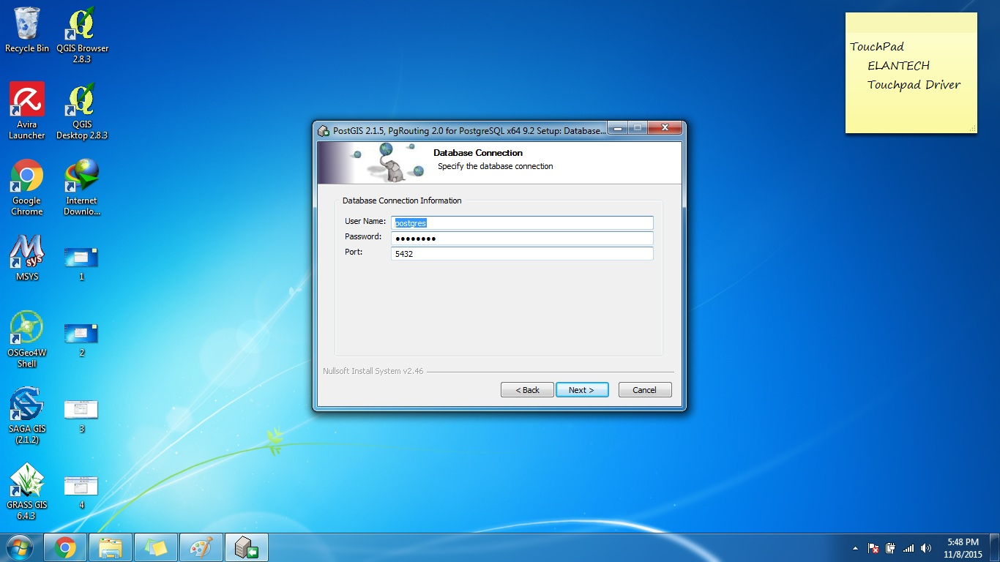 Recycle Bin
QGIS Browser
2.8.3
Avira
Launcher
QGIS
Desktop 2.8.3
Google
Chrome
Internet
Downlo...
MSYS
1
OSGeo4W
Shell
2
SAGA GIS
(2.1.2)
3
GRASS GIS
6.4.3
4
TouchPad
ELANTECH
Touchpad Driver
PostGIS 2.1.5, PgRouting 2.0 for PostgreSQL x64 9.2 Setup: Database...
Database Connection
Specify the database connection
Database Connection Information
User Name: postgres
Password: ●●●●●●●●
Port: 5432
Nullsoft Install System v2.46
< Back
Next >
Cancel
5:48 PM
11/8/2015